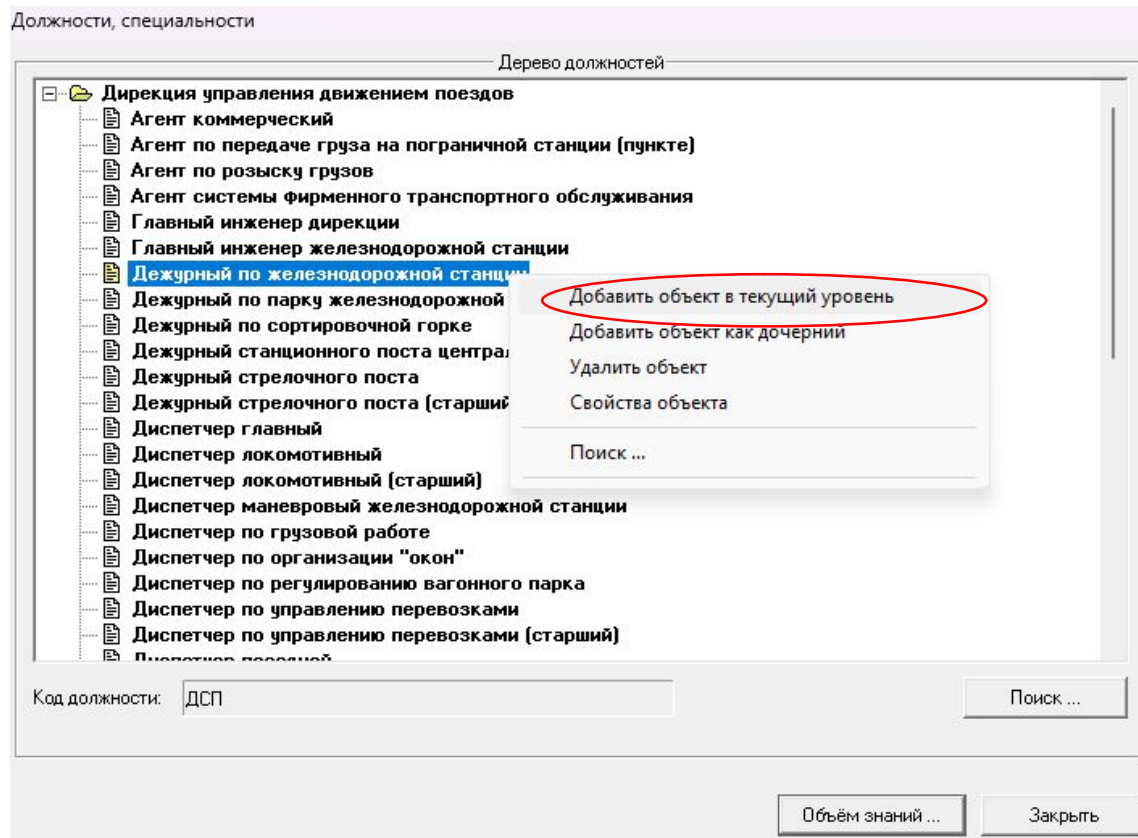 Должности, специальности
Дерево должностей
Дирекция управления движением поездов
Агент коммерческий
Агент по передаче груза на пограничной станции (пункте)
Агент по розыску грузов
Агент системы фирменного транспортного обслуживания
Главный инженер дирекции
Главный инженер железнодорожной станции
Дежурный по железнодорожной станции
Дежурный по парку железнодорожной
Дежурный по сортировочной горке
Дежурный станционного поста централ
Дежурный стрелочного поста
Дежурный стрелочного поста (старший
Диспетчер главный
Диспетчер локомотивный
Диспетчер локомотивный (старший)
Диспетчер маневровый железнодорожной станции
Диспетчер по грузовой работе
Диспетчер по организации "окон"
Диспетчер по регулированию вагонного парка
Диспетчер по управлению перевозками
Диспетчер по управлению перевозками (старший)
Добавить объект в текущий уровень
Добавить объект как дочерний
Удалить объект
Свойства объекта
Поиск ...
Код должности: ДСП
Поиск ...
Объём знаний ...
Закрыть